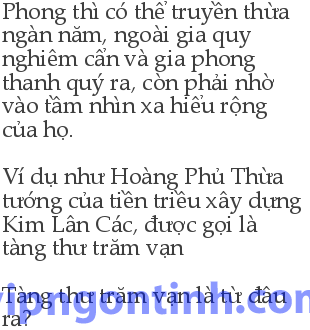 Phong thì có thể truyền thừa
ngàn năm, ngoài gia quy
nghiêm cẩn và gia phong
thanh quý ra, còn phải nhờ
vào tầm nhìn xa hiểu rộng
của họ.
Ví dụ như Hoàng Phủ Thừa
tướng của tiền triều xây dựng
Kim Lân Các, được gọi là
tàng thư trăm vạn
Tàng thư trăm vạn là từ đâu
ra?